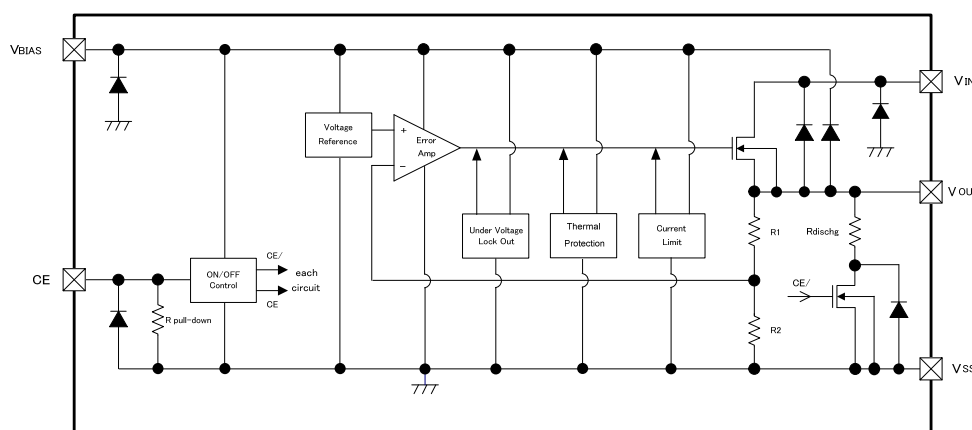 VBIAS
VIN
Voltage
Reference
+
−
Error
Amp
VOU
Under Voltage
Lock Out
Thermal
Protection
Current
Limit
R1
Rdischg
CE
ON/OFF
Control
CE/
each
circuit
CE
CE/
R pull-down
R2
VSS